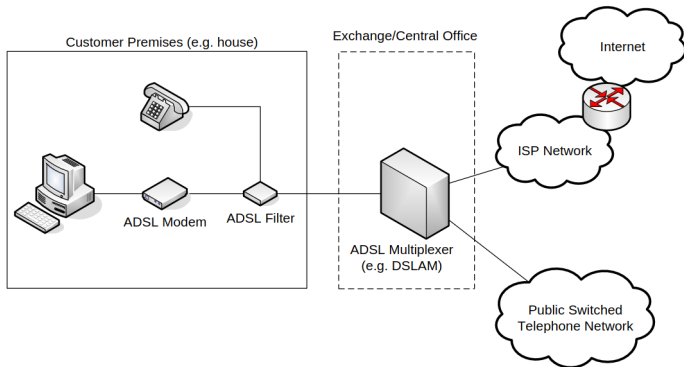 Customer Premises (e.g. house)
Exchange/Central Office
Internet
ISP Network
ADSL Modem
ADSL Filter
ADSL Multiplexer
(e.g. DSLAM)
Public Switched
Telephone Network